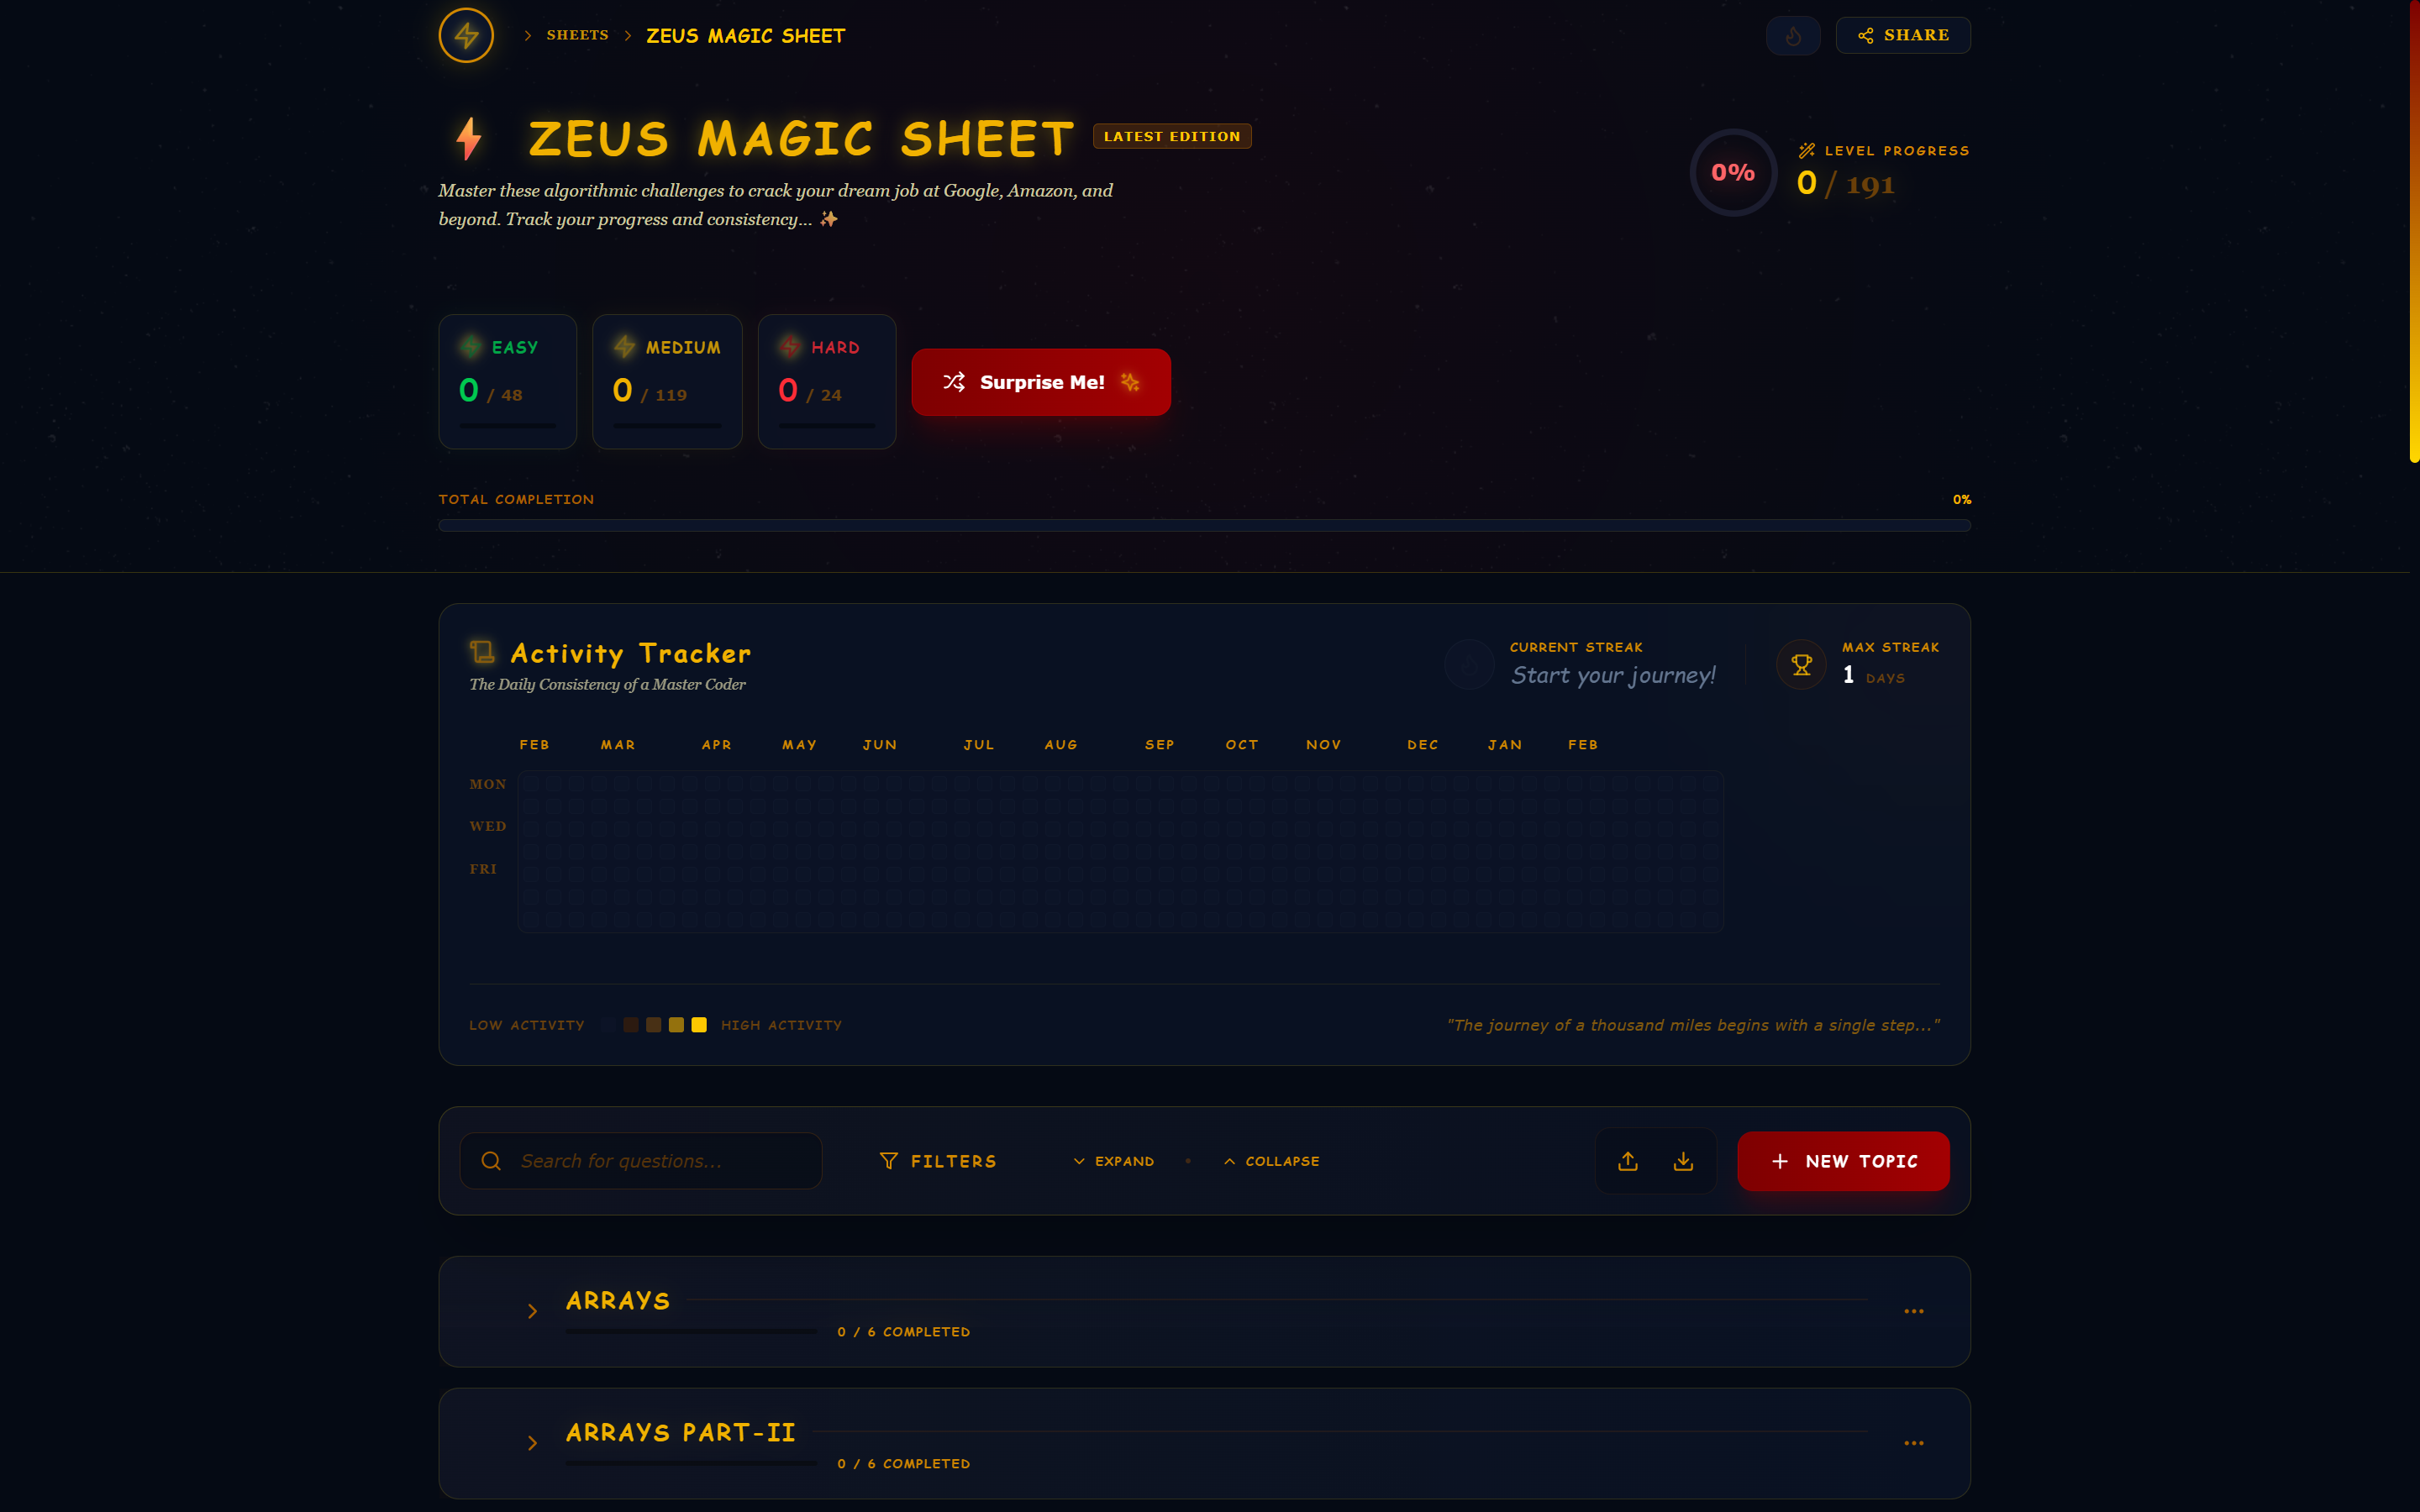 SHEETS ZEUS MAGIC SHEET SHARE
ZEUS MAGIC SHEET LATEST EDITION
Master these algorithmic challenges to crack your dream job at Google, Amazon, and
beyond. Track your progress and consistency... ✨
0%
LEVEL PROGRESS
0 / 191
EASY
0 / 48
MEDIUM
0 / 119
HARD
0 / 24
Surprise Me!
TOTAL COMPLETION 0%
Activity Tracker
The Daily Consistency of a Master Coder
CURRENT STREAK
Start your journey!
MAX STREAK
1 DAYS
FEB MAR APR MAY JUN JUL AUG SEP OCT NOV DEC JAN FEB
MON
WED
FRI
LOW ACTIVITY HIGH ACTIVITY
"The journey of a thousand miles begins with a single step..."
Search for questions... FILTERS EXPAND • COLLAPSE NEW TOPIC
ARRAYS
0 / 6 COMPLETED
ARRAYS PART-II
0 / 6 COMPLETED